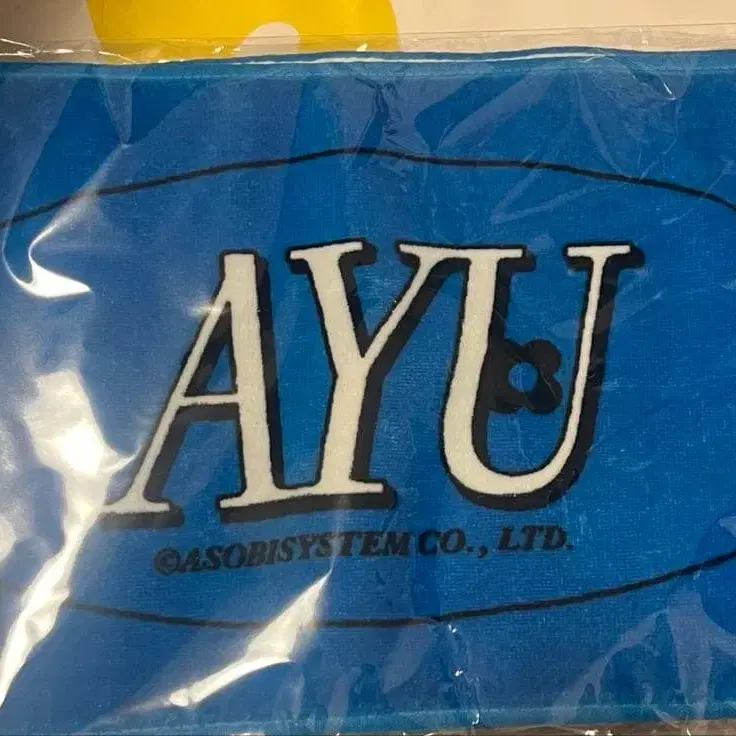 AYU
©ASOBISYSTEM CO., LTD.